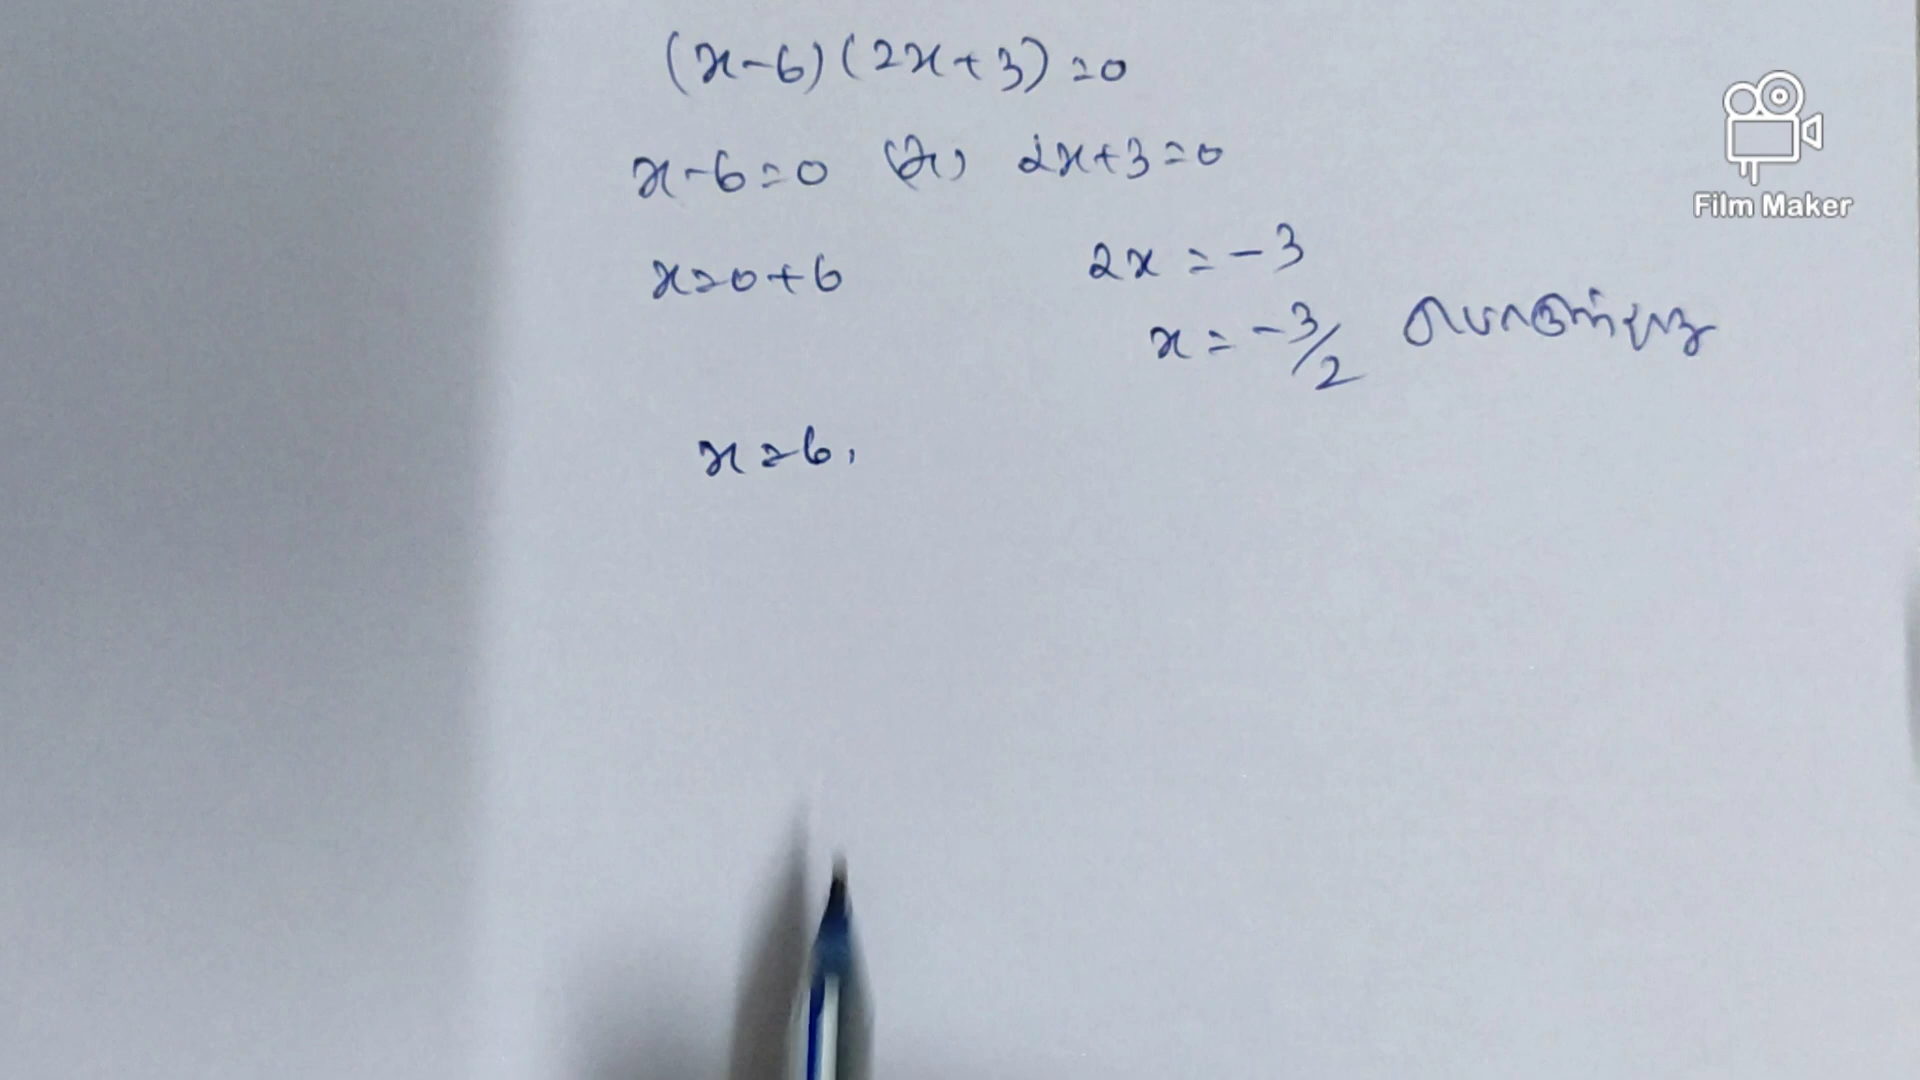 (x-6)(2x+3)=0
x-6=0 (அ) 2x+3=0
x=0+6
2x = -3
x = -3/2
x=6,
Film Maker